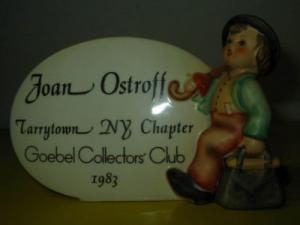 Joan Ostroff
Tarrytown NY Chapter
Goebel Collectors' Club
1983